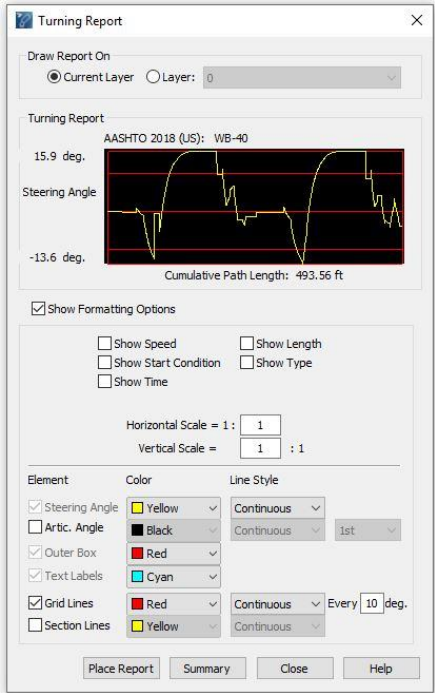 Turning Report
Draw Report On
Current Layer Layer: 0
Turning Report
AASHTO 2018 (US): WB-40
15.9 deg.
Steering Angle
-13.6 deg.
Cumulative Path Length: 493.56 ft
Show Formatting Options
Show Speed Show Length
Show Start Condition Show Type
Show Time
Horizontal Scale = 1 : 1
Vertical Scale = 1 : 1
Element Color Line Style
Steering Angle Yellow Continuous
Artic. Angle Black Continuous 1st
Outer Box Red
Text Labels Cyan
Grid Lines Red Continuous Every 10 deg.
Section Lines Yellow Continuous
Place Report Summary Close Help